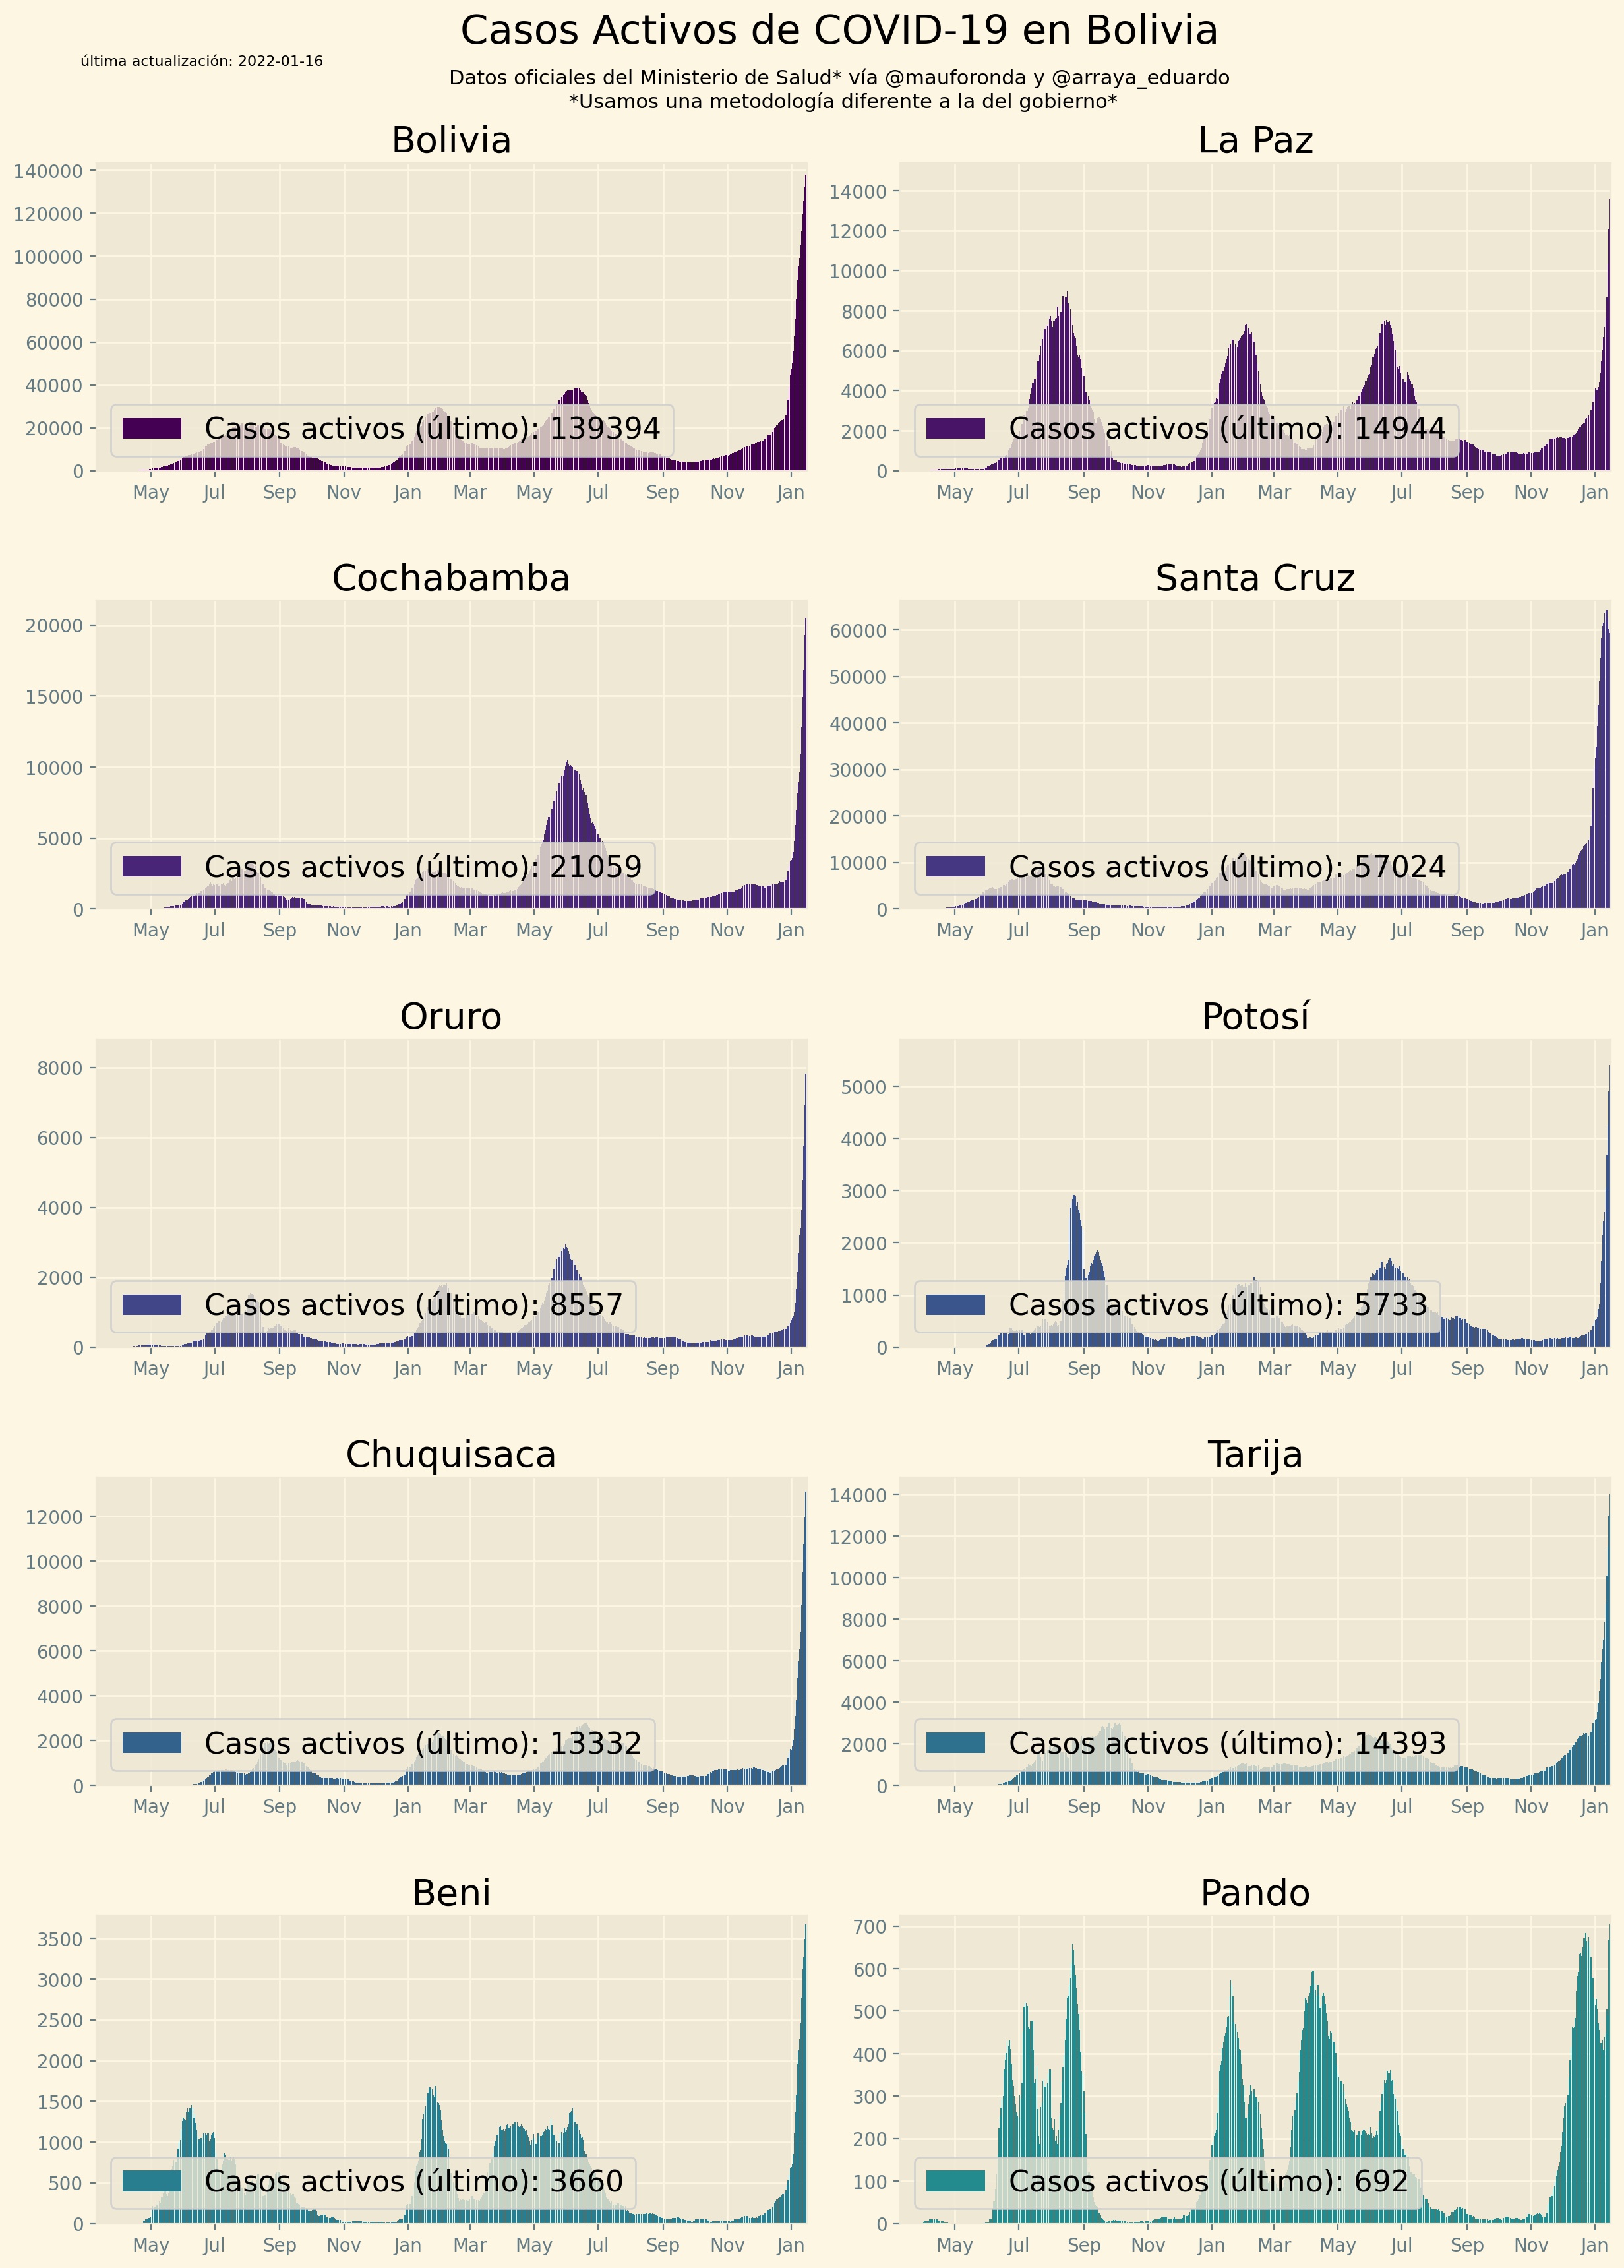 Casos Activos de COVID-19 en Bolivia
última actualización: 2022-01-16
Datos oficiales del Ministerio de Salud* vía @mauforonda y @arraya_eduardo
*Usamos una metodología diferente a la del gobierno*
Bolivia
140000
120000
100000
80000
60000
40000
20000
0
Casos activos (último): 139394
May Jul Sep Nov Jan Mar May Jul Sep Nov Jan
La Paz
14000
12000
10000
8000
6000
4000
2000
0
Casos activos (último): 14944
May Jul Sep Nov Jan Mar May Jul Sep Nov Jan
Cochabamba
20000
15000
10000
5000
0
Casos activos (último): 21059
May Jul Sep Nov Jan Mar May Jul Sep Nov Jan
Santa Cruz
60000
50000
40000
30000
20000
10000
0
Casos activos (último): 57024
May Jul Sep Nov Jan Mar May Jul Sep Nov Jan
Oruro
8000
6000
4000
2000
0
Casos activos (último): 8557
May Jul Sep Nov Jan Mar May Jul Sep Nov Jan
Potosí
5000
4000
3000
2000
1000
0
Casos activos (último): 5733
May Jul Sep Nov Jan Mar May Jul Sep Nov Jan
Chuquisaca
12000
10000
8000
6000
4000
2000
0
Casos activos (último): 13332
May Jul Sep Nov Jan Mar May Jul Sep Nov Jan
Tarija
14000
12000
10000
8000
6000
4000
2000
0
Casos activos (último): 14393
May Jul Sep Nov Jan Mar May Jul Sep Nov Jan
Beni
3500
3000
2500
2000
1500
1000
500
0
Casos activos (último): 3660
May Jul Sep Nov Jan Mar May Jul Sep Nov Jan
Pando
700
600
500
400
300
200
100
0
Casos activos (último): 692
May Jul Sep Nov Jan Mar May Jul Sep Nov Jan